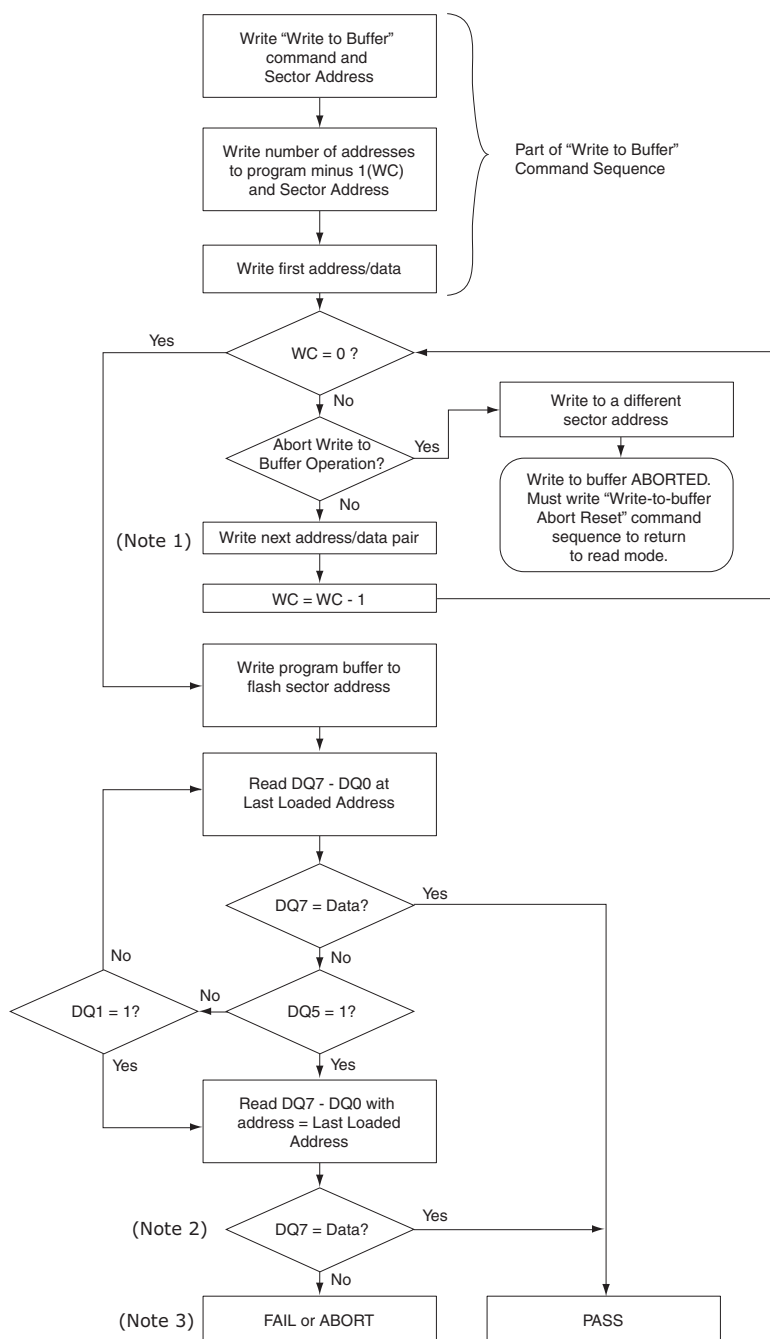 Write “Write to Buffer”
command and
Sector Address
Write number of addresses
to program minus 1(WC)
and Sector Address
Part of “Write to Buffer”
Command Sequence
Write first address/data
Yes
WC = 0 ?
No
Abort Write to
Buffer Operation?
Yes
Write to a different
sector address
Write to buffer ABORTED.
Must write “Write-to-buffer
Abort Reset” command
sequence to return
to read mode.
No
(Note 1)
Write next address/data pair
WC = WC - 1
Write program buffer to
flash sector address
Read DQ7 - DQ0 at
Last Loaded Address
DQ7 = Data?
Yes
No
No
DQ1 = 1?
No
DQ5 = 1?
Yes
Yes
Read DQ7 - DQ0 with
address = Last Loaded
Address
(Note 2)
DQ7 = Data?
Yes
No
(Note 3)
FAIL or ABORT
PASS